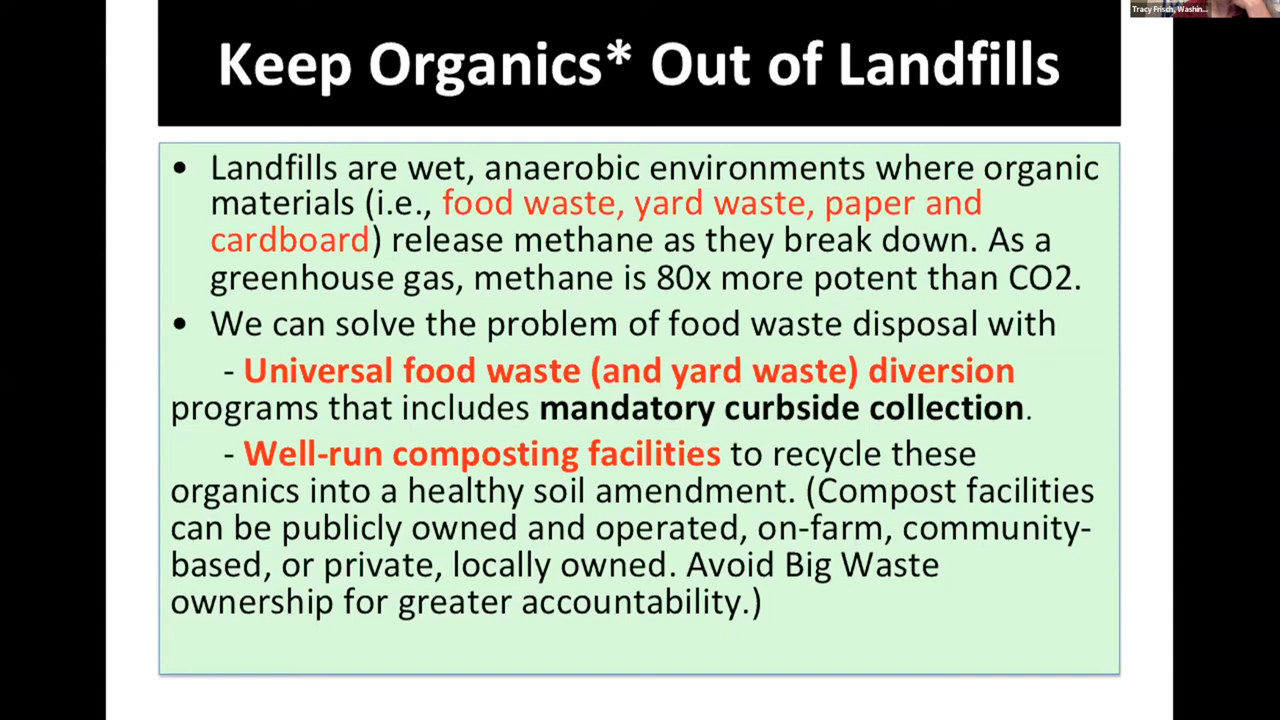 Tracy Frisch, Washin...
Keep Organics* Out of Landfills
• Landfills are wet, anaerobic environments where organic
materials (i.e., food waste, yard waste, paper and
cardboard) release methane as they break down. As a
greenhouse gas, methane is 80x more potent than CO2.
• We can solve the problem of food waste disposal with
- Universal food waste (and yard waste) diversion
programs that includes mandatory curbside collection.
- Well-run composting facilities to recycle these
organics into a healthy soil amendment. (Compost facilities
can be publicly owned and operated, on-farm, community-
based, or private, locally owned. Avoid Big Waste
ownership for greater accountability.)